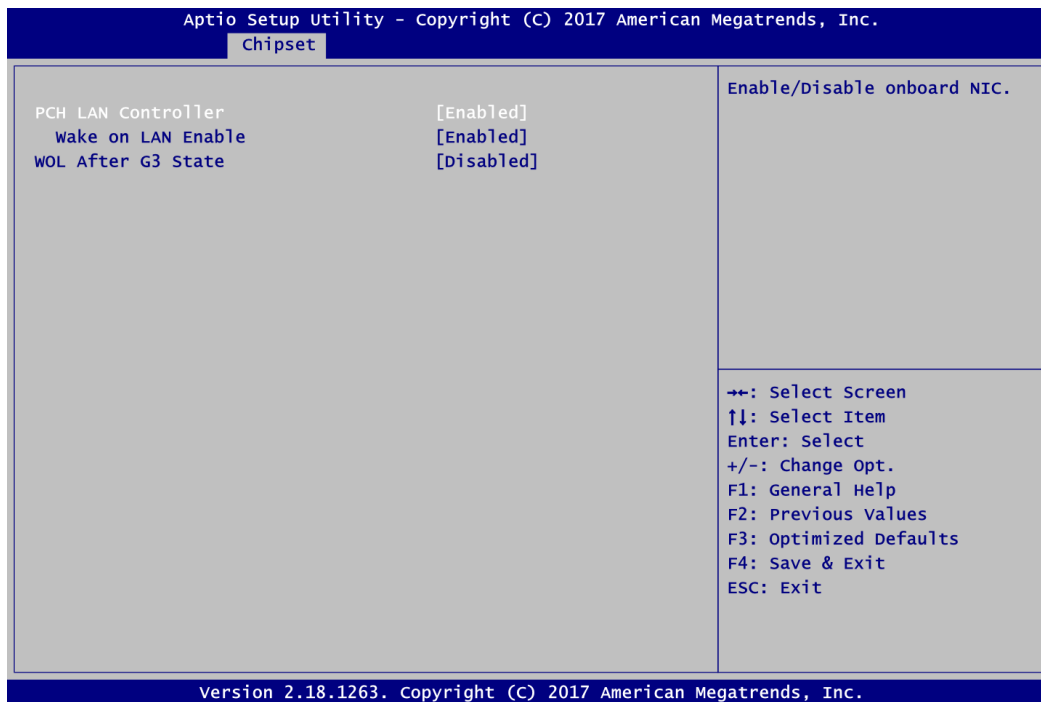 Aptio Setup Utility – Copyright (C) 2017 American Megatrends, Inc.
Chipset
PCH LAN Controller [Enabled]
Wake on LAN Enable [Enabled]
WOL After G3 State [Disabled]
Enable/Disable onboard NIC.
→←: Select Screen
↑↓: Select Item
Enter: Select
+/-: Change Opt.
F1: General Help
F2: Previous Values
F3: Optimized Defaults
F4: Save & Exit
ESC: Exit
Version 2.18.1263. Copyright (C) 2017 American Megatrends, Inc.